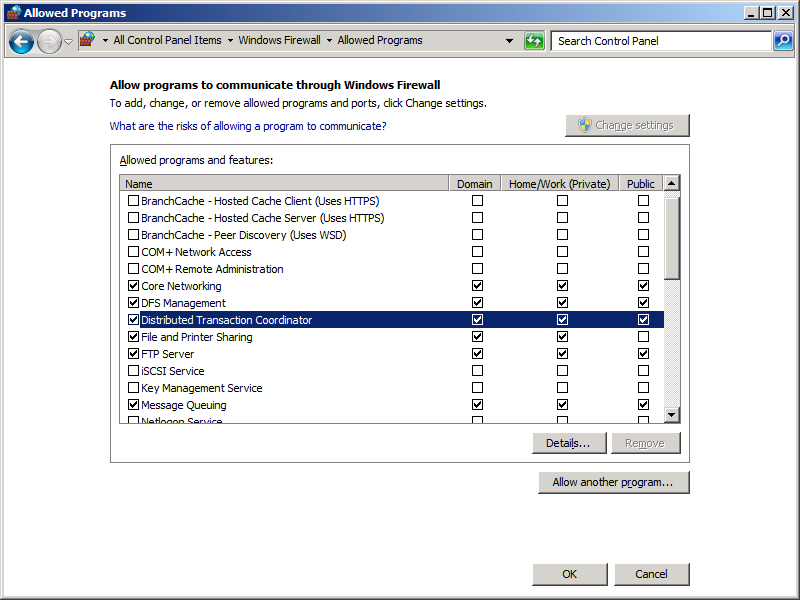 Allowed Programs
All Control Panel Items Windows Firewall Allowed Programs Search Control Panel
Allow programs to communicate through Windows Firewall
To add, change, or remove allowed programs and ports, click Change settings.
What are the risks of allowing a program to communicate? Change settings
Allowed programs and features:
Name Domain Home/Work (Private) Public
BranchCache - Hosted Cache Client (Uses HTTPS)
BranchCache - Hosted Cache Server (Uses HTTPS)
BranchCache - Peer Discovery (Uses WSD)
COM+ Network Access
COM+ Remote Administration
Core Networking
DFS Management
Distributed Transaction Coordinator
File and Printer Sharing
FTP Server
iSCSI Service
Key Management Service
Message Queuing
Netlogon Service
Details... Remove
Allow another program...
OK Cancel